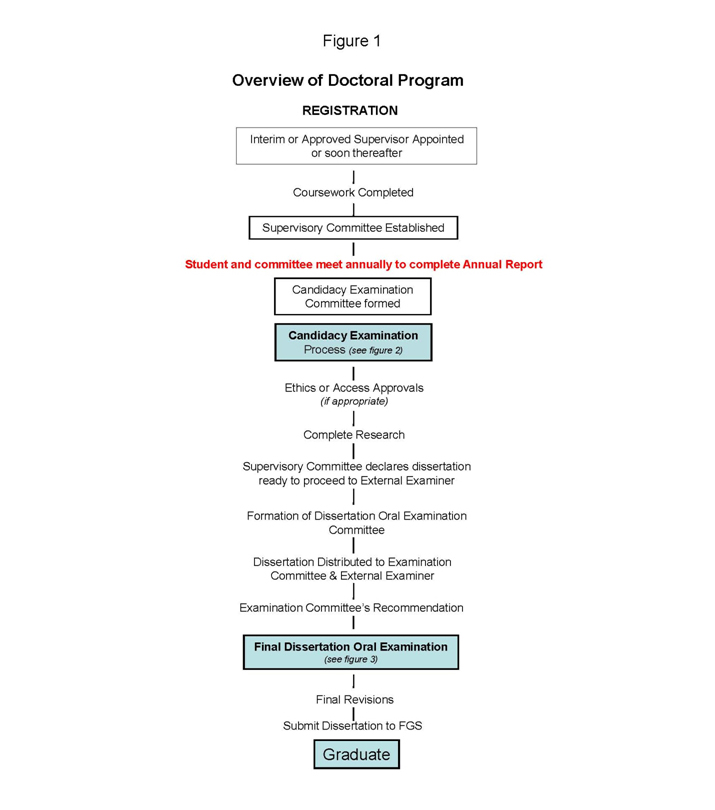 Figure 1
Overview of Doctoral Program
REGISTRATION
Interim or Approved Supervisor Appointed
or soon thereafter
Coursework Completed
Supervisory Committee Established
Student and committee meet annually to complete Annual Report
Candidacy Examination
Committee formed
Candidacy Examination
Process (see figure 2)
Ethics or Access Approvals
(if appropriate)
Complete Research
Supervisory Committee declares dissertation
ready to proceed to External Examiner
Formation of Dissertation Oral Examination
Committee
Dissertation Distributed to Examination
Committee & External Examiner
Examination Committee's Recommendation
Final Dissertation Oral Examination
(see figure 3)
Final Revisions
Submit Dissertation to FGS
Graduate